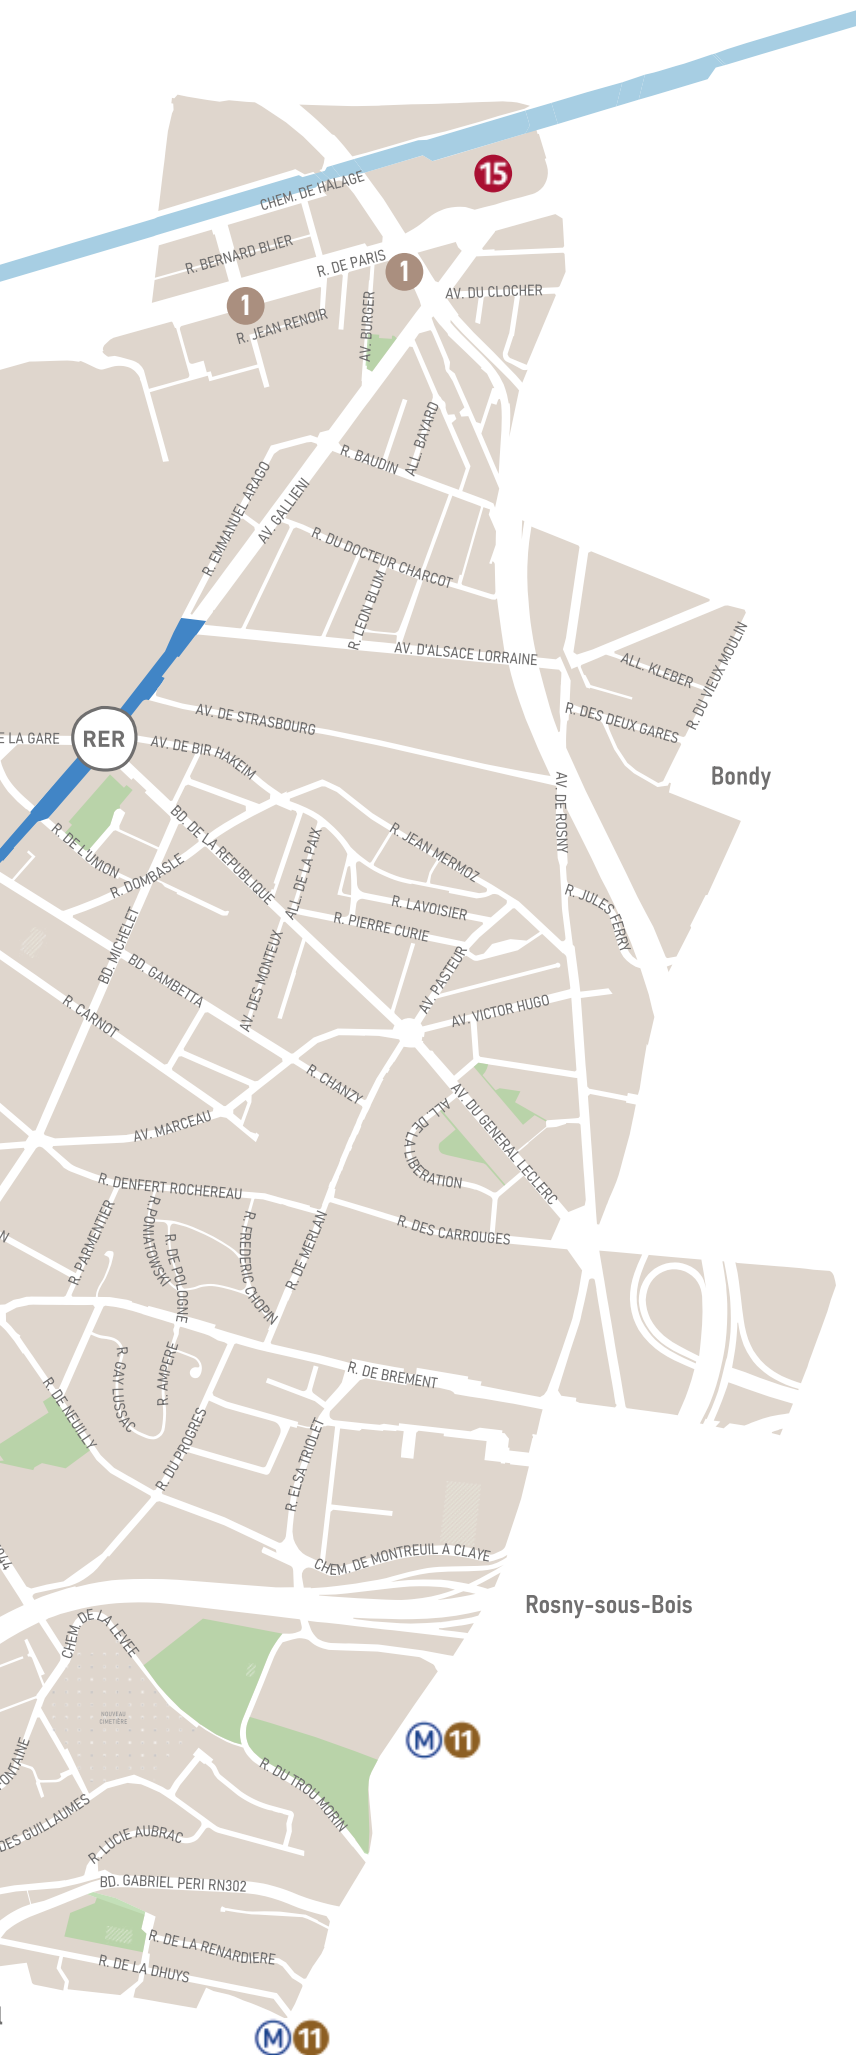 15
CHEM. DE HALAGE
R. BERNARD BLIER
R. DE PARIS
1
AV. DU CLOCHER
1
AV. BURGER
R. JEAN RENOIR
ALL. BAYARD
R. BAUDIN
R. EMMANUEL ARAGO
AV. GALLIENI
R. DU DOCTEUR CHARCOT
R. LEON BLUM
AV. D'ALSACE LORRAINE
ALL. KLEBER
R. DU VIEUX MOULIN
R. DES DEUX GARES
AV. DE STRASBOURG
E LA GARE
RER
AV. DE BIR HAKEIM
Bondy
AV. DE ROSNY
BD. DE LA REPUBLIQUE
R. JEAN MERMOZ
R. DE L'UNION
R. DOMBASLE
ALL. DE LA PAIX
R. LAVOISIER
R. JULES FERRY
R. PIERRE CURIE
BD. MICHELET
AV. DES MONTEUX
AV. PASTEUR
BD. GAMBETTA
R. CARNOT
AV. VICTOR HUGO
R. CHANZY
AV. DU GENERAL LECLERC
ALL. DE LA LIBERATION
AV. MARCEAU
R. DENFERT ROCHEREAU
R. PARMENTIER
R. PONIATOWSKI
R. DE POLOGNE
R. FREDERIC CHOPIN
R. DE MERLAN
R. DES CARROUGES
N
R. GAY LUSSAC
R. AMPERE
R. DE BREMENT
R. DE NEUILLY
R. DU PROGRES
R. ELSA TRIOLET
CHEM. DE MONTREUIL A CLAYE
Rosny-sous-Bois
CHEM. DE LA LEVEE
NOUVEAU
CIMETIÈRE
M 11
ONTAINE
R. DU TROU MORIN
DES GUILLAUMES
R. LUCIE AUBRAC
BD. GABRIEL PERI RN302
R. DE LA RENARDIERE
R. DE LA DHUYS
M 11